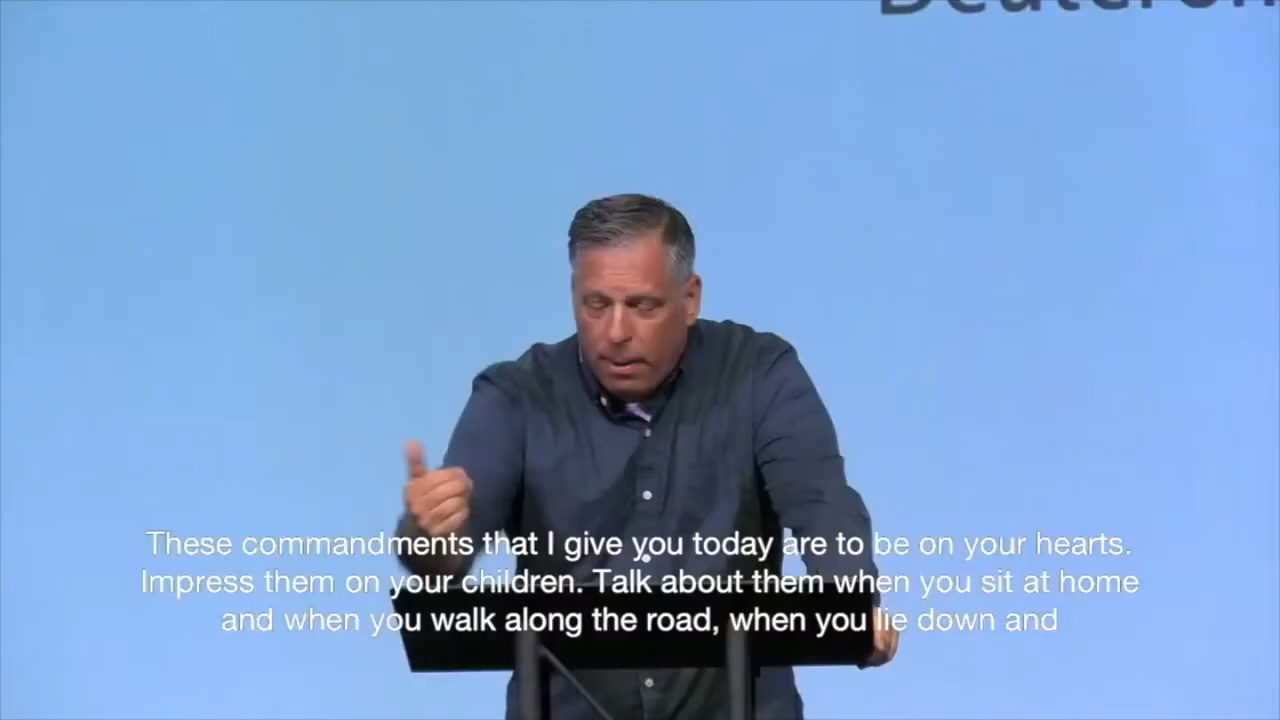 These commandments that I give you today are to be on your hearts.
Impress them on your children. Talk about them when you sit at home
and when you walk along the road, when you lie down and